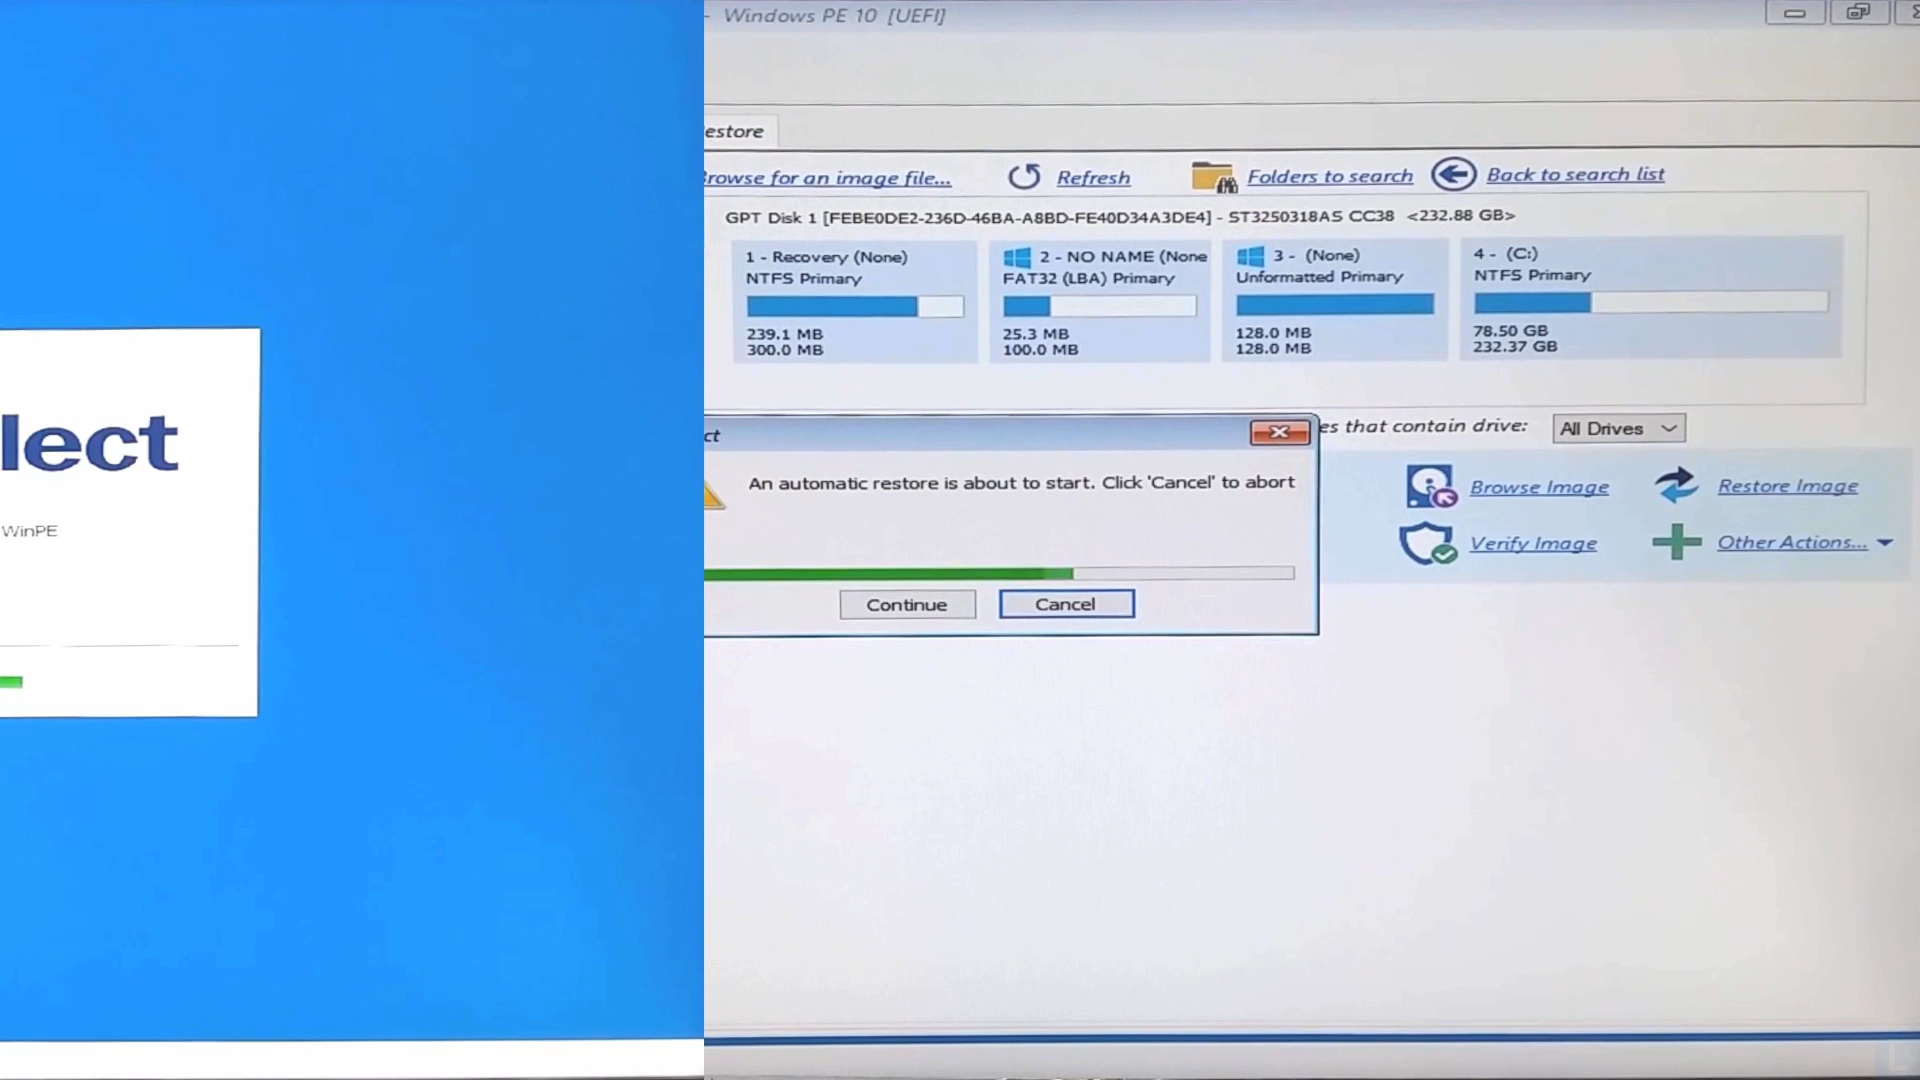 lect
WinPE
- Windows PE 10 [UEFI]
estore
Browse for an image file...
Refresh
Folders to search
Back to search list
GPT Disk 1 [FEBE0DE2-236D-46BA-A8BD-FE40D34A3DE4] - ST3250318AS CC38 <232.88 GB>
1 - Recovery (None)
NTFS Primary
239.1 MB
300.0 MB
2 - NO NAME (None
FAT32 (LBA) Primary
25.3 MB
100.0 MB
3 - (None)
Unformatted Primary
128.0 MB
128.0 MB
4 - (C:)
NTFS Primary
78.50 GB
232.37 GB
es that contain drive:
All Drives
ct
An automatic restore is about to start. Click 'Cancel' to abort
Continue
Cancel
Browse Image
Restore Image
Verify Image
Other Actions...